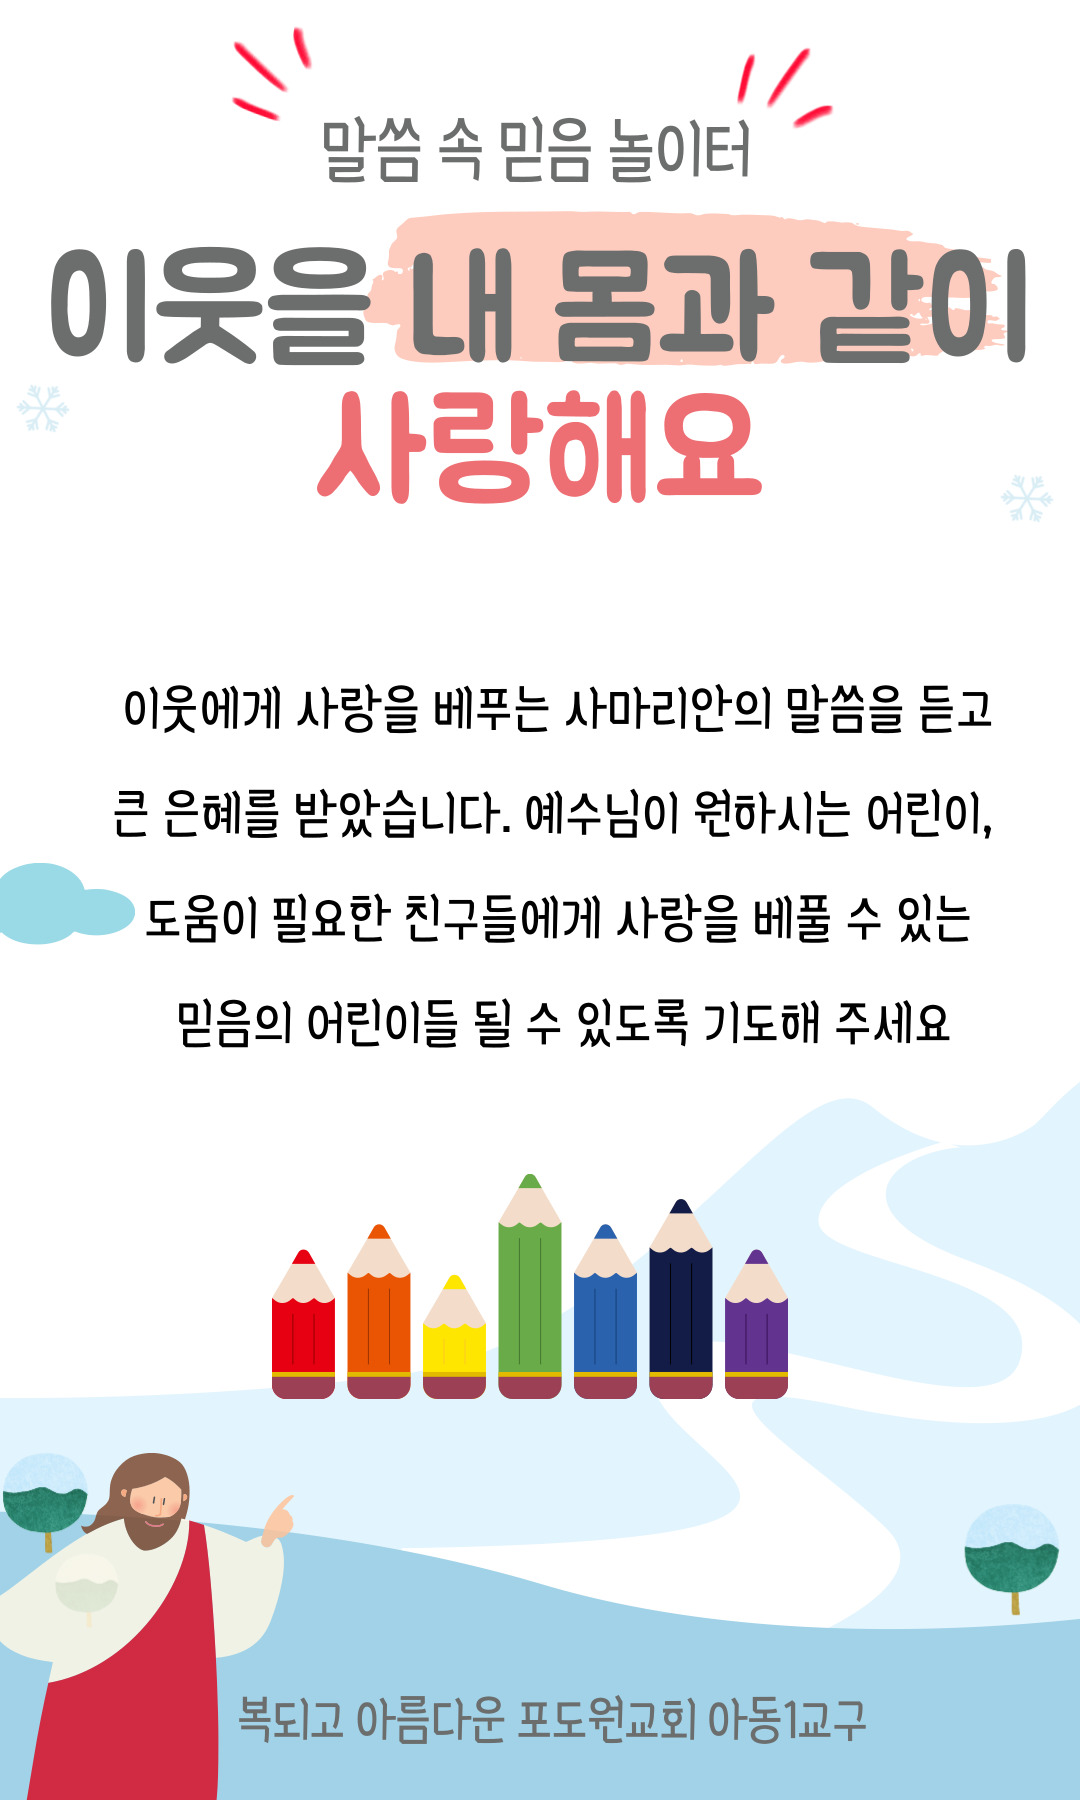 말씀 속 믿음 놀이터
이웃을 내 몸과 같이
사랑해요
이웃에게 사랑을 베푸는 사마리안의 말씀을 듣고
큰 은혜를 받았습니다. 예수님이 원하시는 어린이,
도움이 필요한 친구들에게 사랑을 베풀 수 있는
믿음의 어린이들 될 수 있도록 기도해 주세요
복되고 아름다운 포도원교회 아동1교구